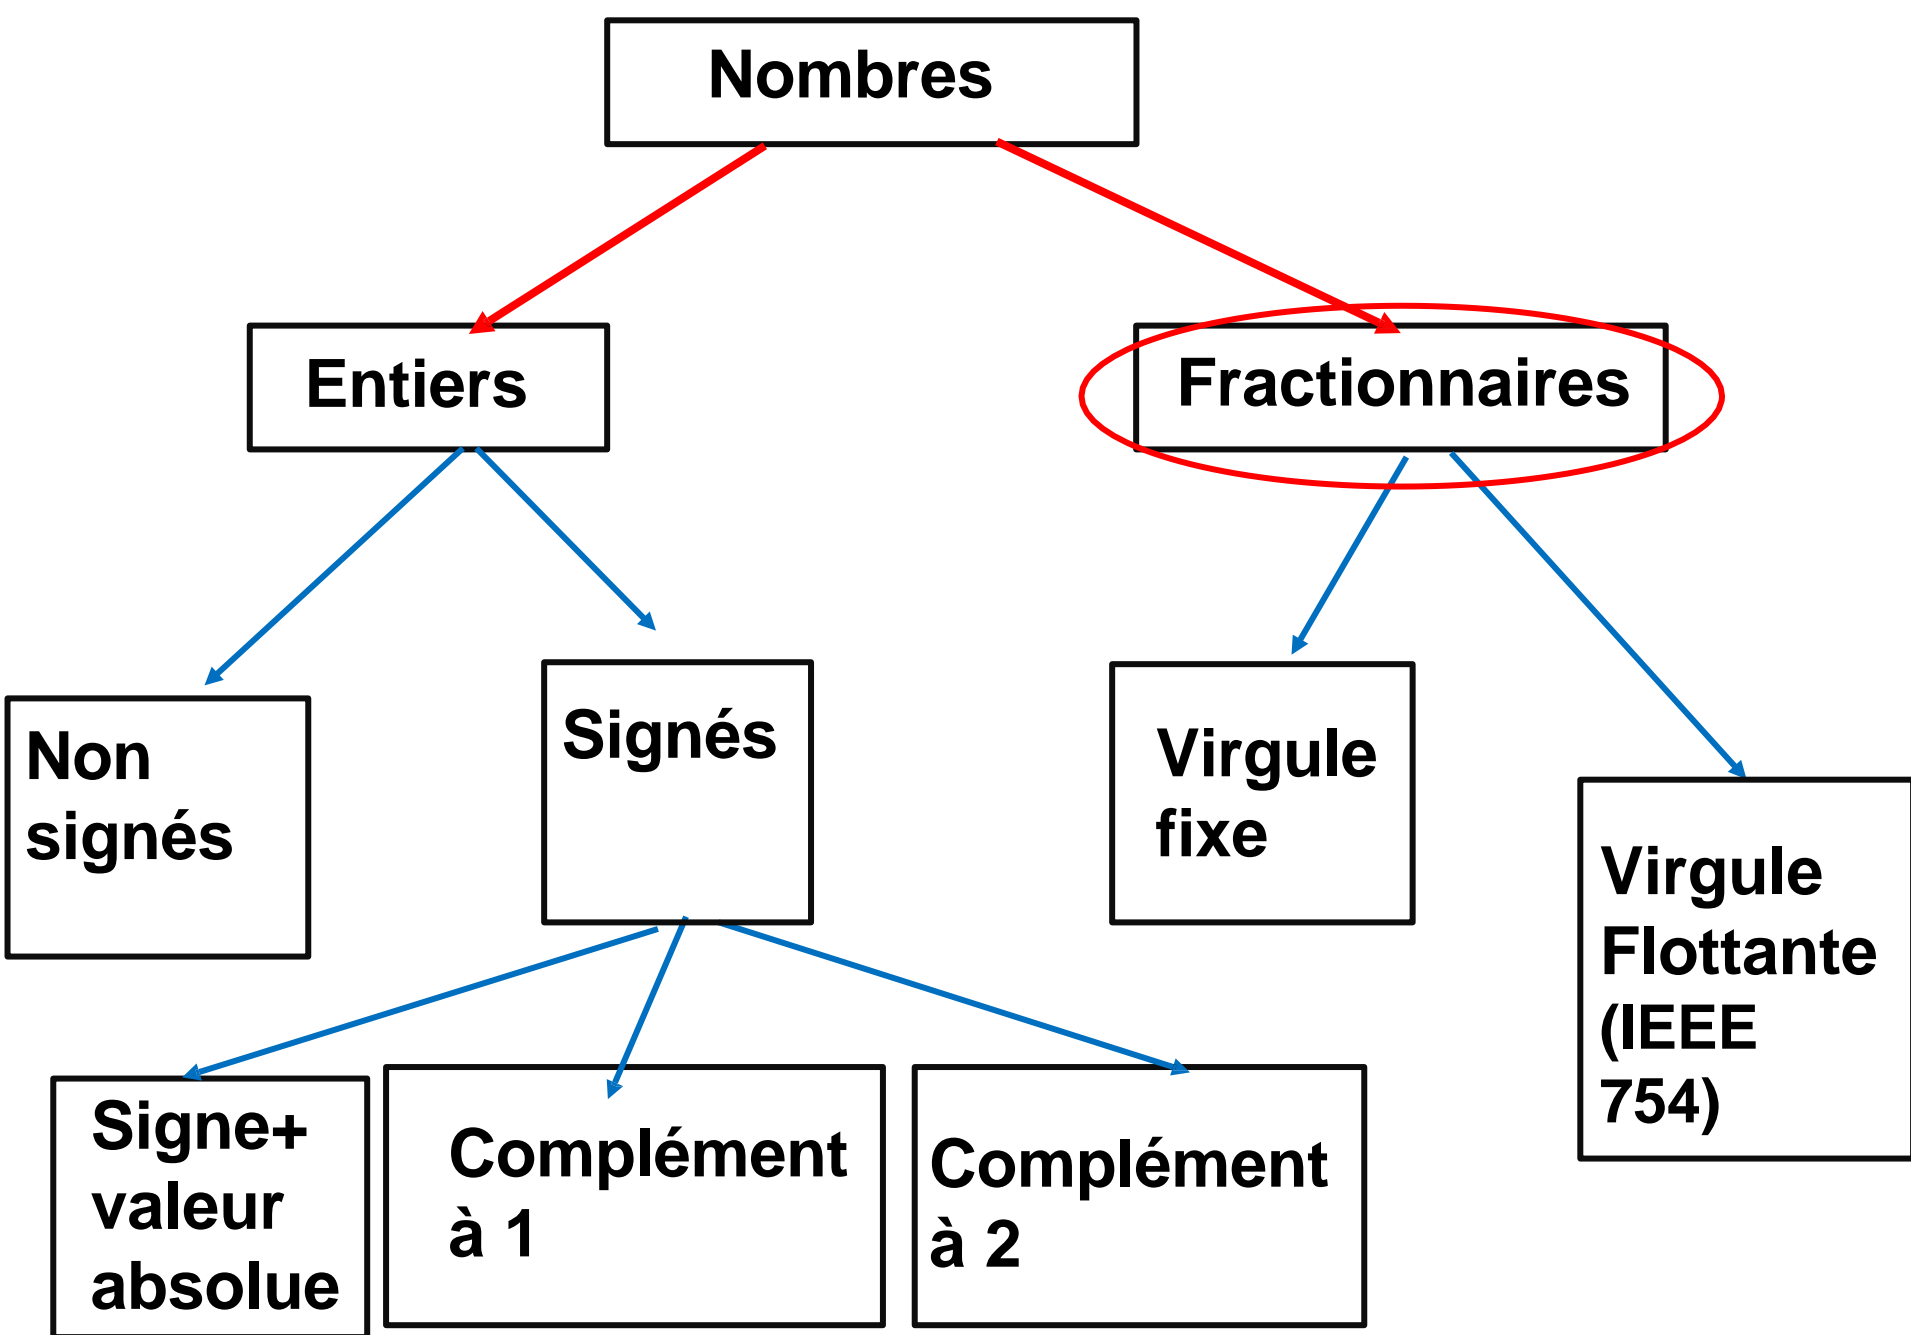 Nombres
Entiers
Fractionnaires
Non
signés
Signés
Virgule
fixe
Virgule
Flottante
(IEEE
754)
Signe+
valeur
absolue
Complément
à 1
Complément
à 2